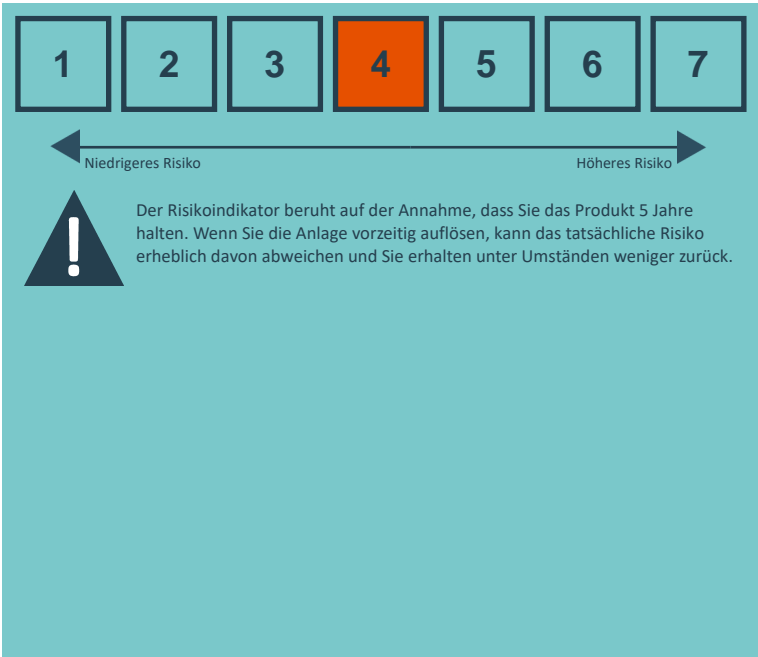 1 2 3 4 5 6 7
Niedrigeres Risiko Höheres Risiko
!
Der Risikoindikator beruht auf der Annahme, dass Sie das Produkt 5 Jahre
halten. Wenn Sie die Anlage vorzeitig auflösen, kann das tatsächliche Risiko
erheblich davon abweichen und Sie erhalten unter Umständen weniger zurück.